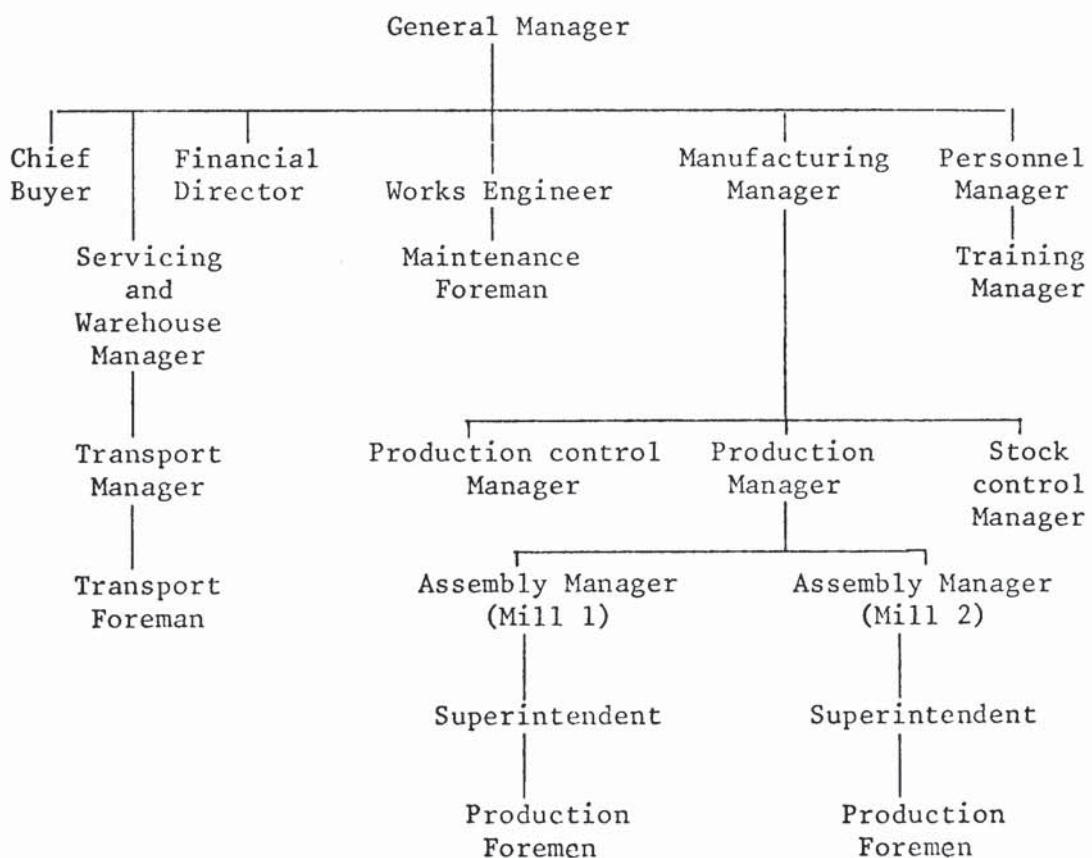 General Manager
Chief
Buyer
Financial
Director
Works Engineer
Manufacturing
Manager
Personnel
Manager
Servicing
and
Warehouse
Manager
Maintenance
Foreman
Training
Manager
Transport
Manager
Production control
Manager
Production
Manager
Stock
control
Manager
Transport
Foreman
Assembly Manager
(Mill 1)
Assembly Manager
(Mill 2)
Superintendent
Superintendent
Production
Foremen
Production
Foremen